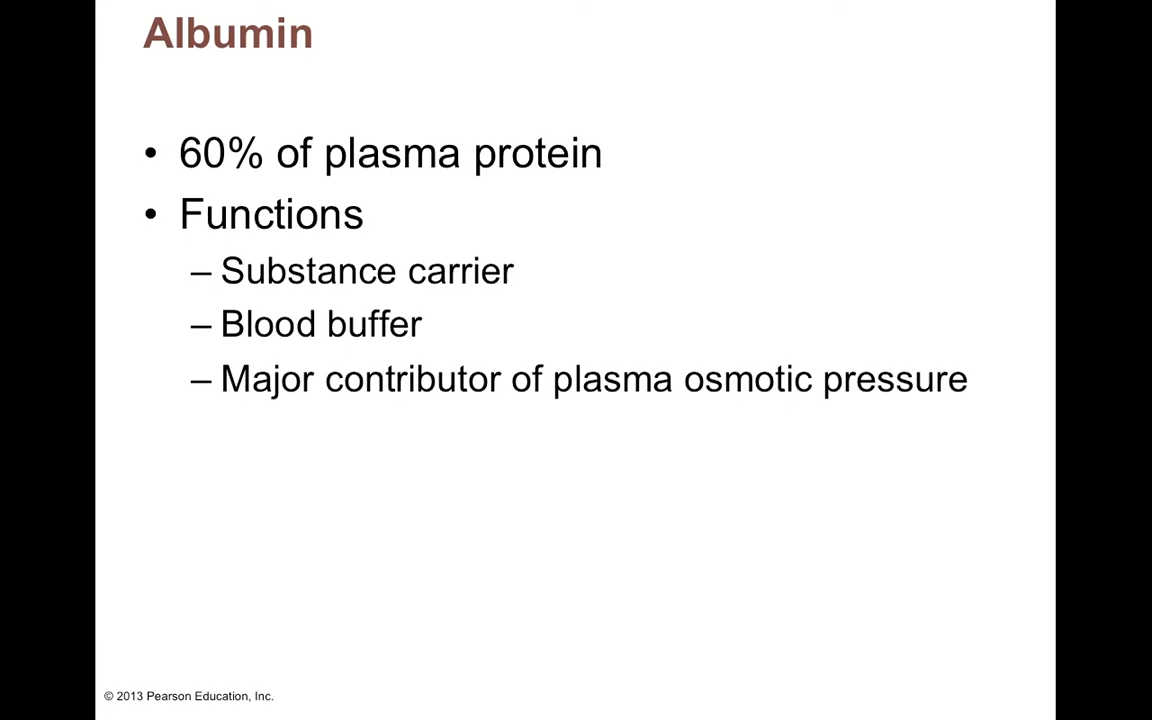 Albumin
• 60% of plasma protein
• Functions
– Substance carrier
– Blood buffer
– Major contributor of plasma osmotic pressure
© 2013 Pearson Education, Inc.